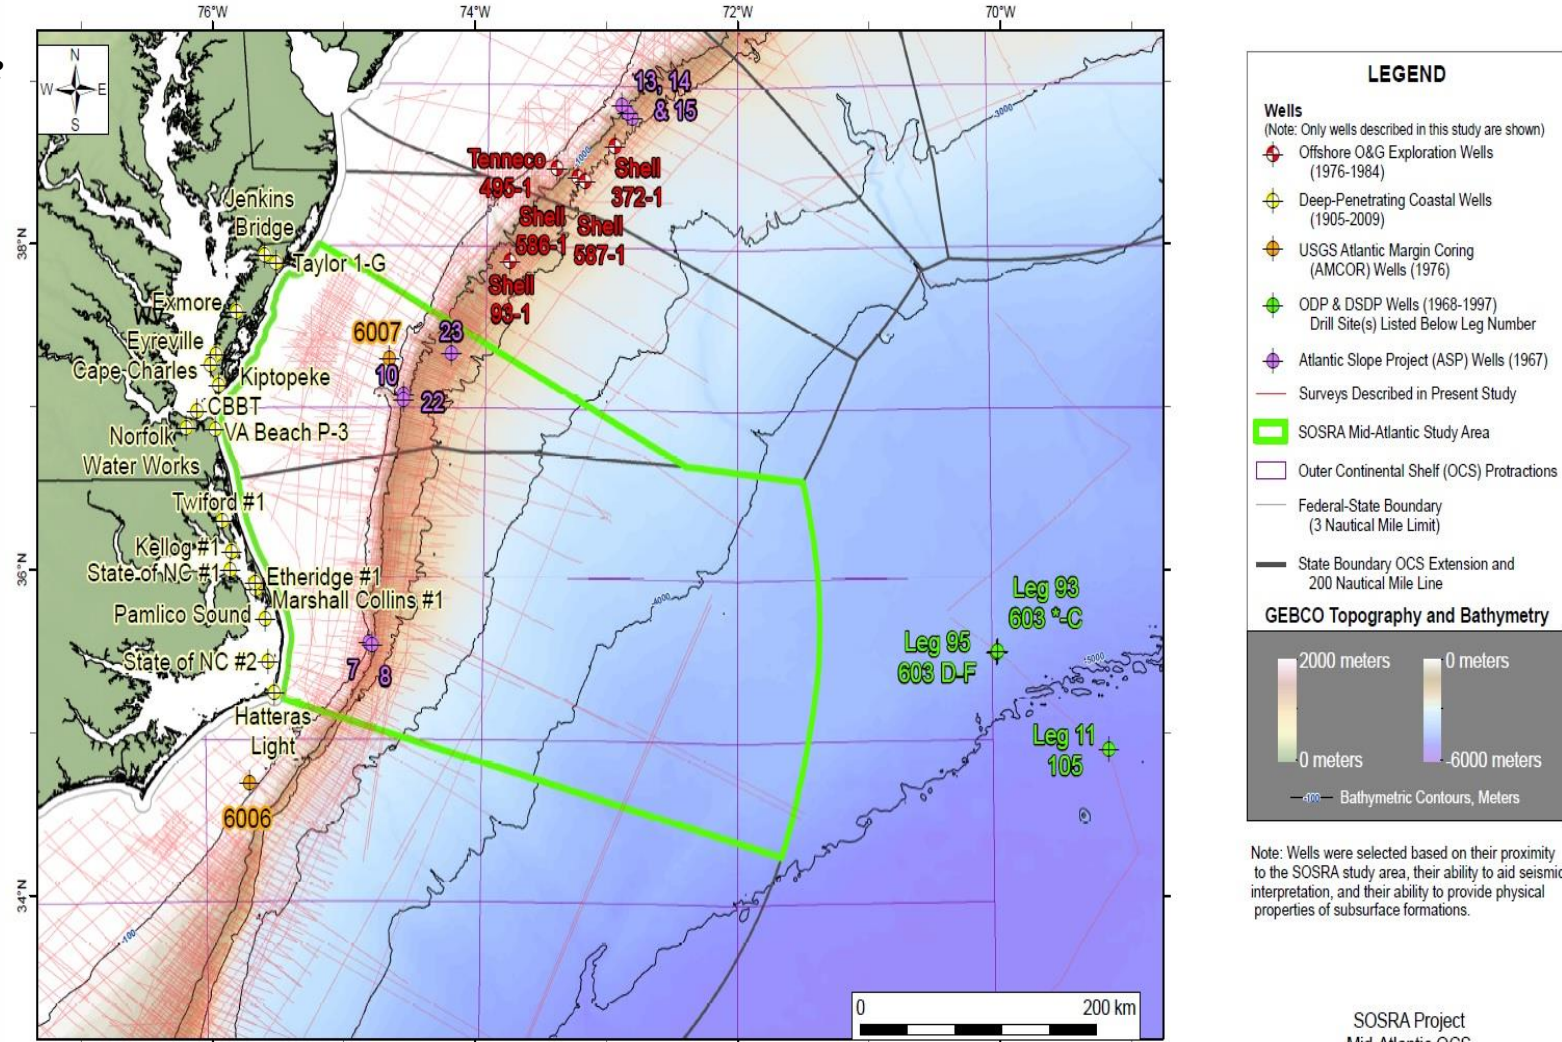 76°W
74°W
72°W
70°W
N
W
E
S
38°N
36°N
34°N
13, 14
& 15
-1000
-3000
Tenneco
495-1
Shell
372-1
Shell
586-1
Shell
587-1
Shell
93-1
Jenkins
Bridge
Taylor 1-G
Exmore
Eyreville
Cape Charles
Kiptopeke
CBBT
Norfolk
Water Works
VA Beach P-3
6007
23
10
22
Twiford #1
Kellog #1
State of NC #1
Etheridge #1
Marshall Collins #1
Pamlico Sound
State of NC #2
7
8
Hatteras
Light
6006
-4000
Leg 93
603 *-C
Leg 95
603 D-F
-5000
Leg 11
105
-100
0
200 km
LEGEND
Wells
(Note: Only wells described in this study are shown)
Offshore O&G Exploration Wells
(1976-1984)
Deep-Penetrating Coastal Wells
(1905-2009)
USGS Atlantic Margin Coring
(AMCOR) Wells (1976)
ODP & DSDP Wells (1968-1997)
Drill Site(s) Listed Below Leg Number
Atlantic Slope Project (ASP) Wells (1967)
Surveys Described in Present Study
SOSRA Mid-Atlantic Study Area
Outer Continental Shelf (OCS) Protractions
Federal-State Boundary
(3 Nautical Mile Limit)
State Boundary OCS Extension and
200 Nautical Mile Line
GEBCO Topography and Bathymetry
2000 meters
0 meters
0 meters
-6000 meters
-100
Bathymetric Contours, Meters
Note: Wells were selected based on their proximity
to the SOSRA study area, their ability to aid seismic
interpretation, and their ability to provide physical
properties of subsurface formations.
SOSRA Project
Mid-Atlantic OCS